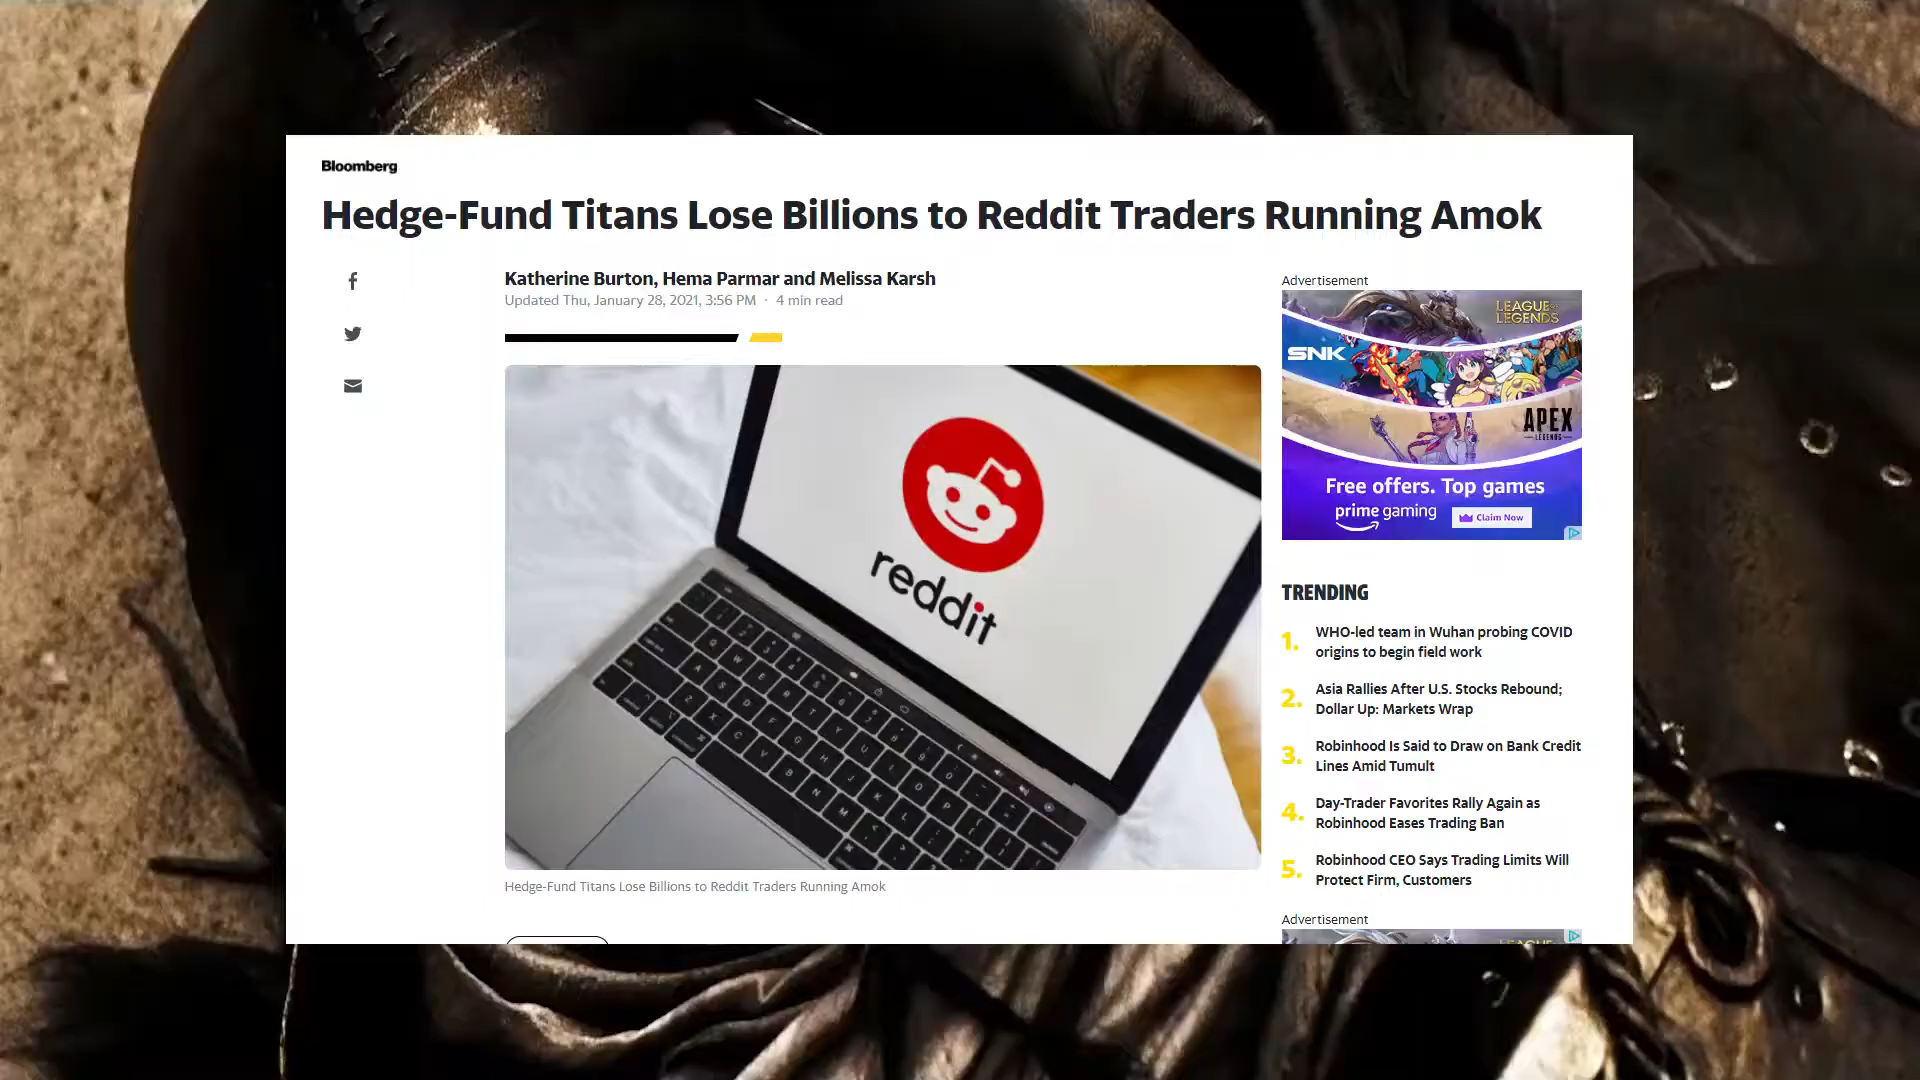 Bloomberg
Hedge-Fund Titans Lose Billions to Reddit Traders Running Amok
Katherine Burton, Hema Parmar and Melissa Karsh
Updated Thu, January 28, 2021, 3:56 PM · 4 min read
reddit
Hedge-Fund Titans Lose Billions to Reddit Traders Running Amok
Advertisement
LEAGUE OF
LEGENDS
SNK
APEX
LEGENDS
Free offers. Top games
prime gaming
Claim Now
TRENDING
1. WHO-led team in Wuhan probing COVID
origins to begin field work
2. Asia Rallies After U.S. Stocks Rebound;
Dollar Up: Markets Wrap
3. Robinhood Is Said to Draw on Bank Credit
Lines Amid Tumult
4. Day-Trader Favorites Rally Again as
Robinhood Eases Trading Ban
5. Robinhood CEO Says Trading Limits Will
Protect Firm, Customers
Advertisement